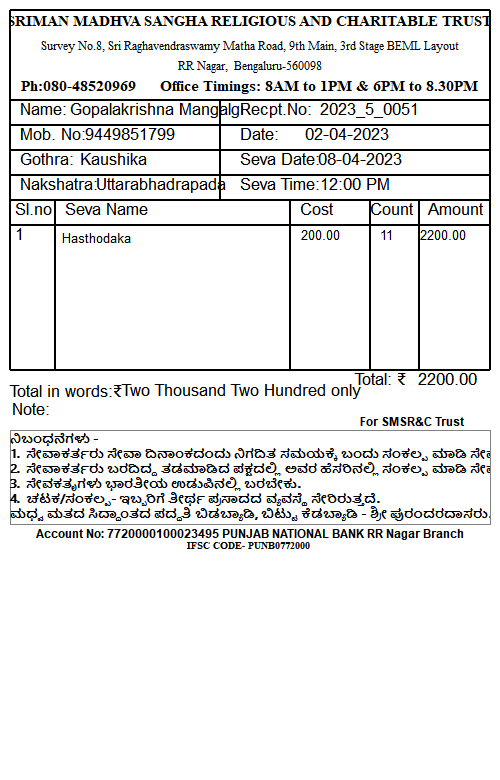 SRIMAN MADHVA SANGHA RELIGIOUS AND CHARITABLE TRUST
Survey No.8, Sri Raghavendraswamy Matha Road, 9th Main, 3rd Stage BEML Layout
RR Nagar, Bengaluru-560098
Ph:080-48520969 Office Timings: 8AM to 1PM & 6PM to 8.30PM
Name: Gopalakrishna Mangalg Recpt.No: 2023_5_0051
Mob. No:9449851799 Date: 02-04-2023
Gothra: Kaushika Seva Date:08-04-2023
Nakshatra:Uttarabhadrapada Seva Time:12:00 PM
Sl.no Seva Name Cost Count Amount
1 Hasthodaka 200.00 11 2200.00
Total: ₹ 2200.00
Total in words:₹Two Thousand Two Hundred only
Note:
For SMSR&C Trust
ನಿಬಂಧನೆಗಳು -
1. ಸೇವಾಕರ್ತರು ಸೇವಾ ದಿನಾಂಕದಂದು ನಿಗದಿತ ಸಮಯಕ್ಕೆ ಬಂದು ಸಂಕಲ್ಪ ಮಾಡಿ ಸೇವ
2. ಸೇವಾಕರ್ತರು ಬರದಿದ್ದ ತಡಮಾಡಿದ ಪಕ್ಷದಲ್ಲಿ ಅವರ ಹೆಸರಿನಲ್ಲಿ ಸಂಕಲ್ಪ ಮಾಡಿ ಸೇವ
3. ಸೇವಕತೃಗಳು ಭಾರತೀಯ ಉಡುಪಿನಲ್ಲಿ ಬರಬೇಕು.
4. ಚಟಕ/ಸಂಕಲ್ಪ- ಇಬ್ಬರಿಗೆ ತೀರ್ಥ ಪ್ರಸಾದದ ವ್ಯವಸ್ಥೆ ಸೇರಿರುತ್ತದೆ.
ಮಧ್ವ ಮತದ ಸಿದ್ಧಾಂತದ ಪದ್ಧತಿ ಬಿಡಬ್ಯಾಡಿ, ಬಿಟ್ಟು ಕೆಡಬ್ಯಾಡಿ - ಶ್ರೀ ಪುರಂದರದಾಸರು.
Account No: 7720000100023495 PUNJAB NATIONAL BANK RR Nagar Branch
IFSC CODE- PUNB0772000